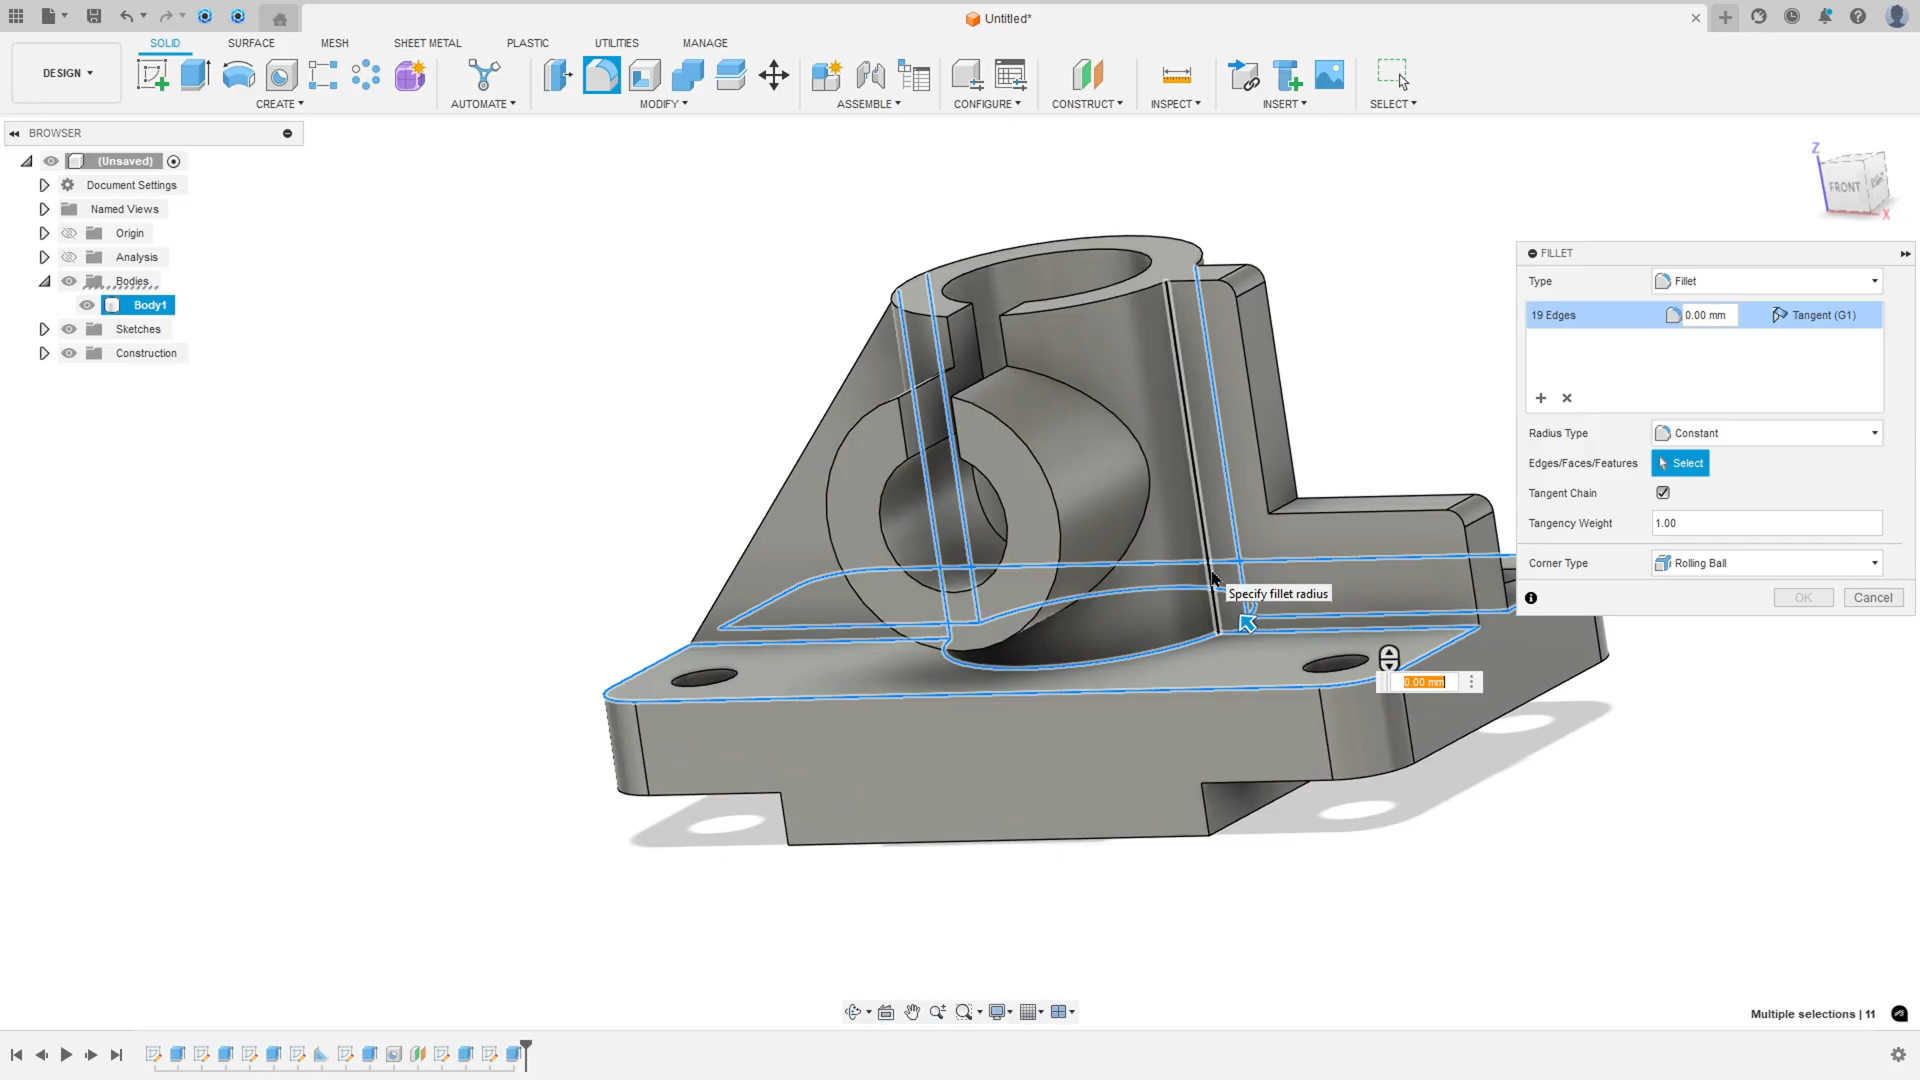 Untitled*
SOLID SURFACE MESH SHEET METAL PLASTIC UTILITIES MANAGE
DESIGN
CREATE AUTOMATE MODIFY ASSEMBLE CONFIGURE CONSTRUCT INSPECT INSERT SELECT
BROWSER
(Unsaved)
Document Settings
Named Views
Origin
Analysis
Bodies
Body1
Sketches
Construction
Z
FRONT
RIGHT
X
FILLET
Type Fillet
19 Edges 0.00 mm Tangent (G1)
Radius Type Constant
Edges/Faces/Features Select
Tangent Chain
Tangency Weight 1.00
Corner Type Rolling Ball
OK Cancel
Specify fillet radius
0.00 mm
Multiple selections | 11